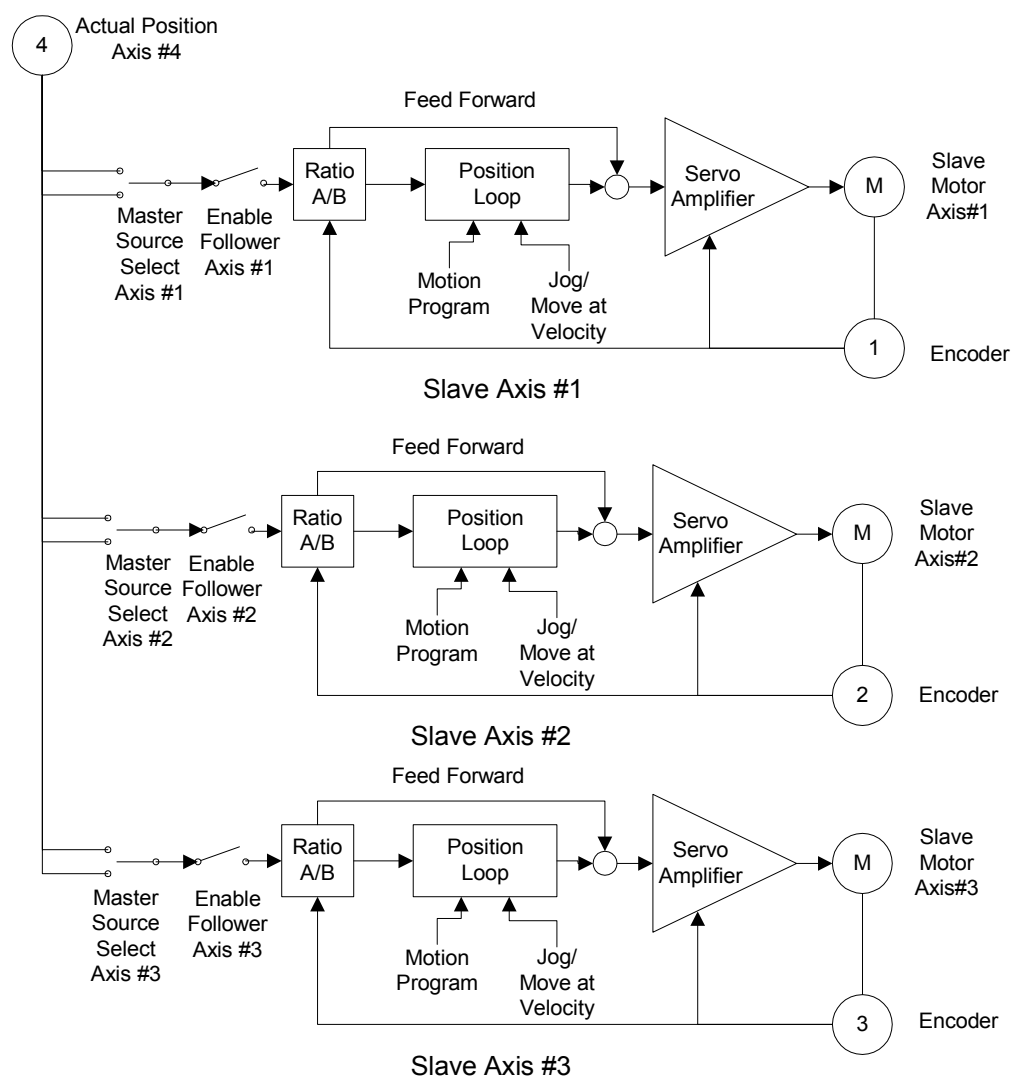 4
Actual Position
Axis #4
Feed Forward
Ratio
A/B
Position
Loop
Servo
Amplifier
M
Slave
Motor
Axis#1
Master
Source
Select
Axis #1
Enable
Follower
Axis #1
Motion
Program
Jog/
Move at
Velocity
1
Encoder
Slave Axis #1
Feed Forward
Ratio
A/B
Position
Loop
Servo
Amplifier
M
Slave
Motor
Axis#2
Master
Source
Select
Axis #2
Enable
Follower
Axis #2
Motion
Program
Jog/
Move at
Velocity
2
Encoder
Slave Axis #2
Feed Forward
Ratio
A/B
Position
Loop
Servo
Amplifier
M
Slave
Motor
Axis#3
Master
Source
Select
Axis #3
Enable
Follower
Axis #3
Motion
Program
Jog/
Move at
Velocity
3
Encoder
Slave Axis #3